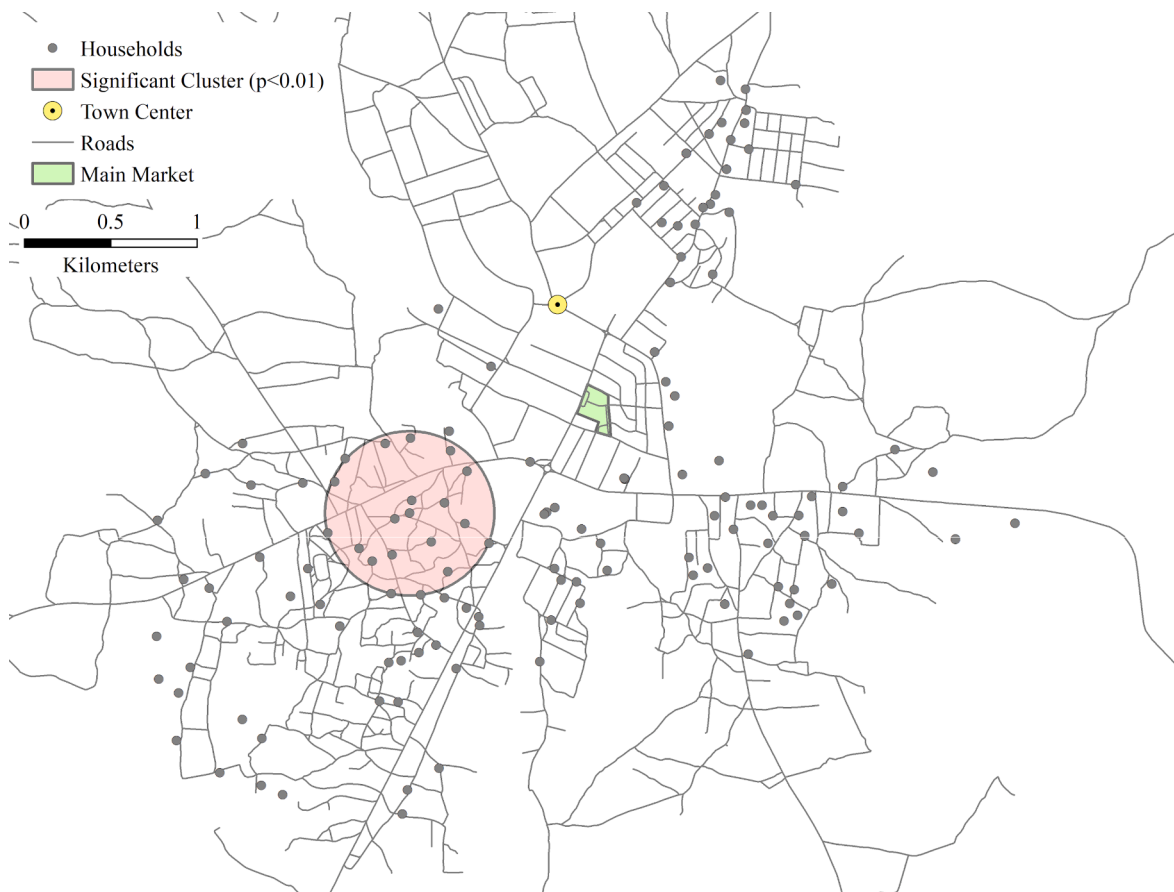 Households
Significant Cluster (p<0.01)
Town Center
Roads
Main Market
0 0.5 1
Kilometers